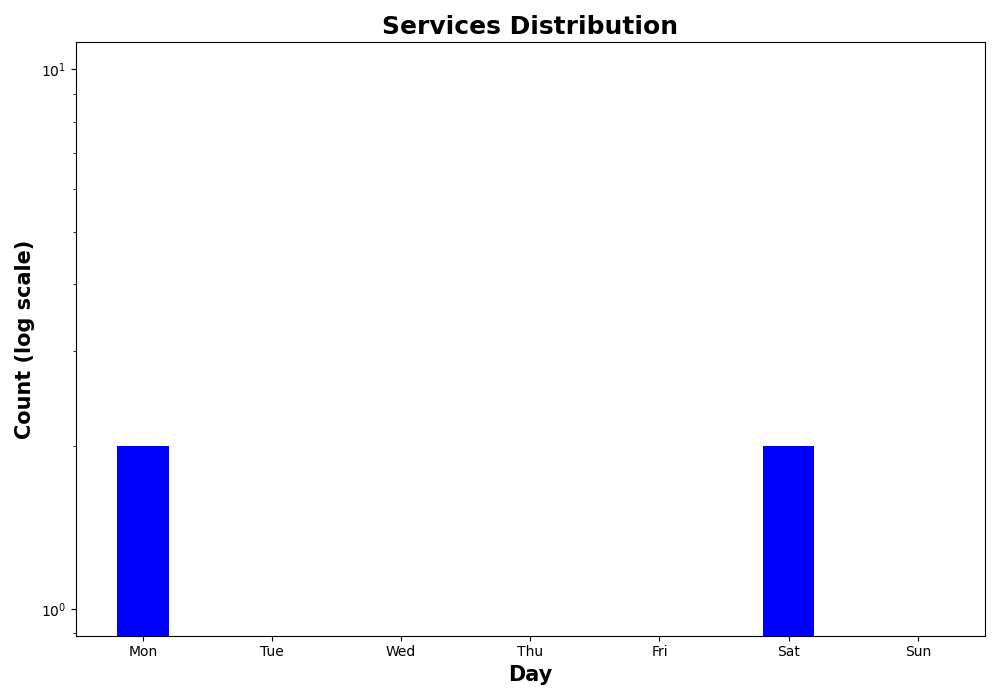 Services Distribution
Count (log scale)
10¹
10⁰
Mon Tue Wed Thu Fri Sat Sun
Day